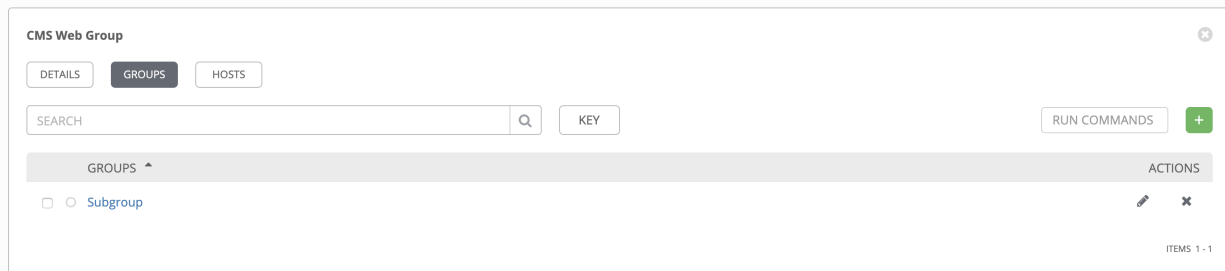 CMS Web Group
DETAILS GROUPS HOSTS
SEARCH KEY RUN COMMANDS +
GROUPS ACTIONS
Subgroup
ITEMS 1 - 1